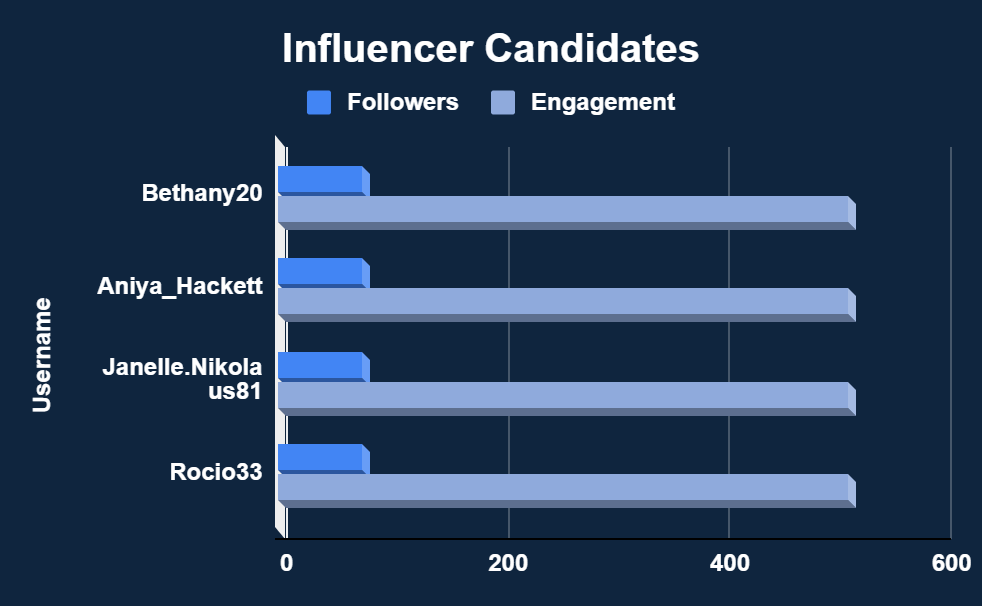 Influencer Candidates
Followers Engagement
Username
Bethany20
Aniya_Hackett
Janelle.Nikola
us81
Rocio33
0 200 400 600